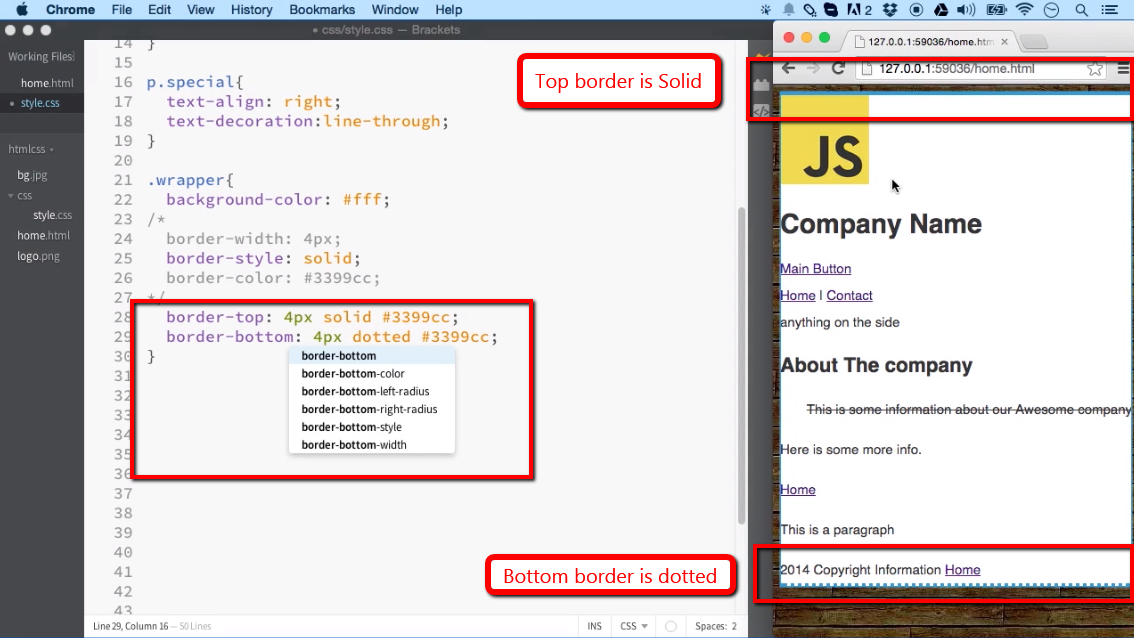 Chrome File Edit View History Bookmarks Window Help 2
• css/style.css — Brackets
Working Files
home.html
• style.css
htmlcss
bg.jpg
css
style.css
home.html
logo.png
14 }
15
16 p.special{
17 text-align: right;
18 text-decoration:line-through;
19 }
20
21 .wrapper{
22 background-color: #fff;
23 /*
24 border-width: 4px;
25 border-style: solid;
26 border-color: #3399cc;
27 */
28 border-top: 4px solid #3399cc;
29 border-bottom: 4px dotted #3399cc;
30 }
31
32
33
34
35
36
37
38
39
40
41
42
43
border-bottom
border-bottom-color
border-bottom-left-radius
border-bottom-right-radius
border-bottom-style
border-bottom-width
Line 29, Column 16 — 50 Lines
INS CSS Spaces: 2
Top border is Solid
Bottom border is dotted
127.0.0.1:59036/home.htm
127.0.0.1:59036/home.html
JS
Company Name
Main Button
Home | Contact
anything on the side
About The company
This is some information about our Awesome company
Here is some more info.
Home
This is a paragraph
2014 Copyright Information Home